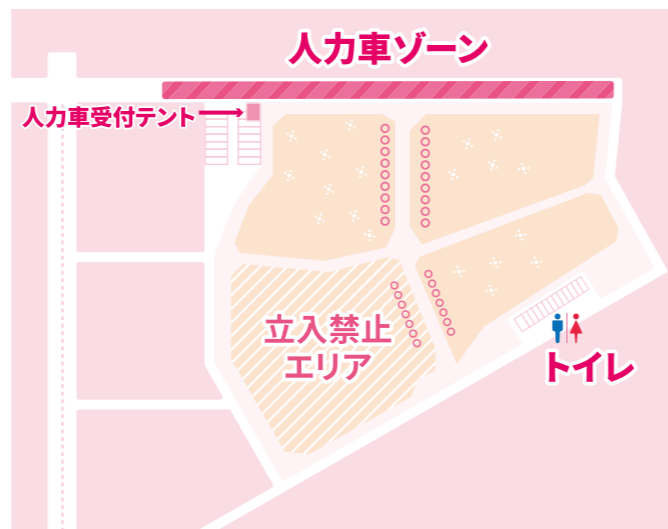 人力車ゾーン
人力車受付テント
立入禁止
エリア
トイレ